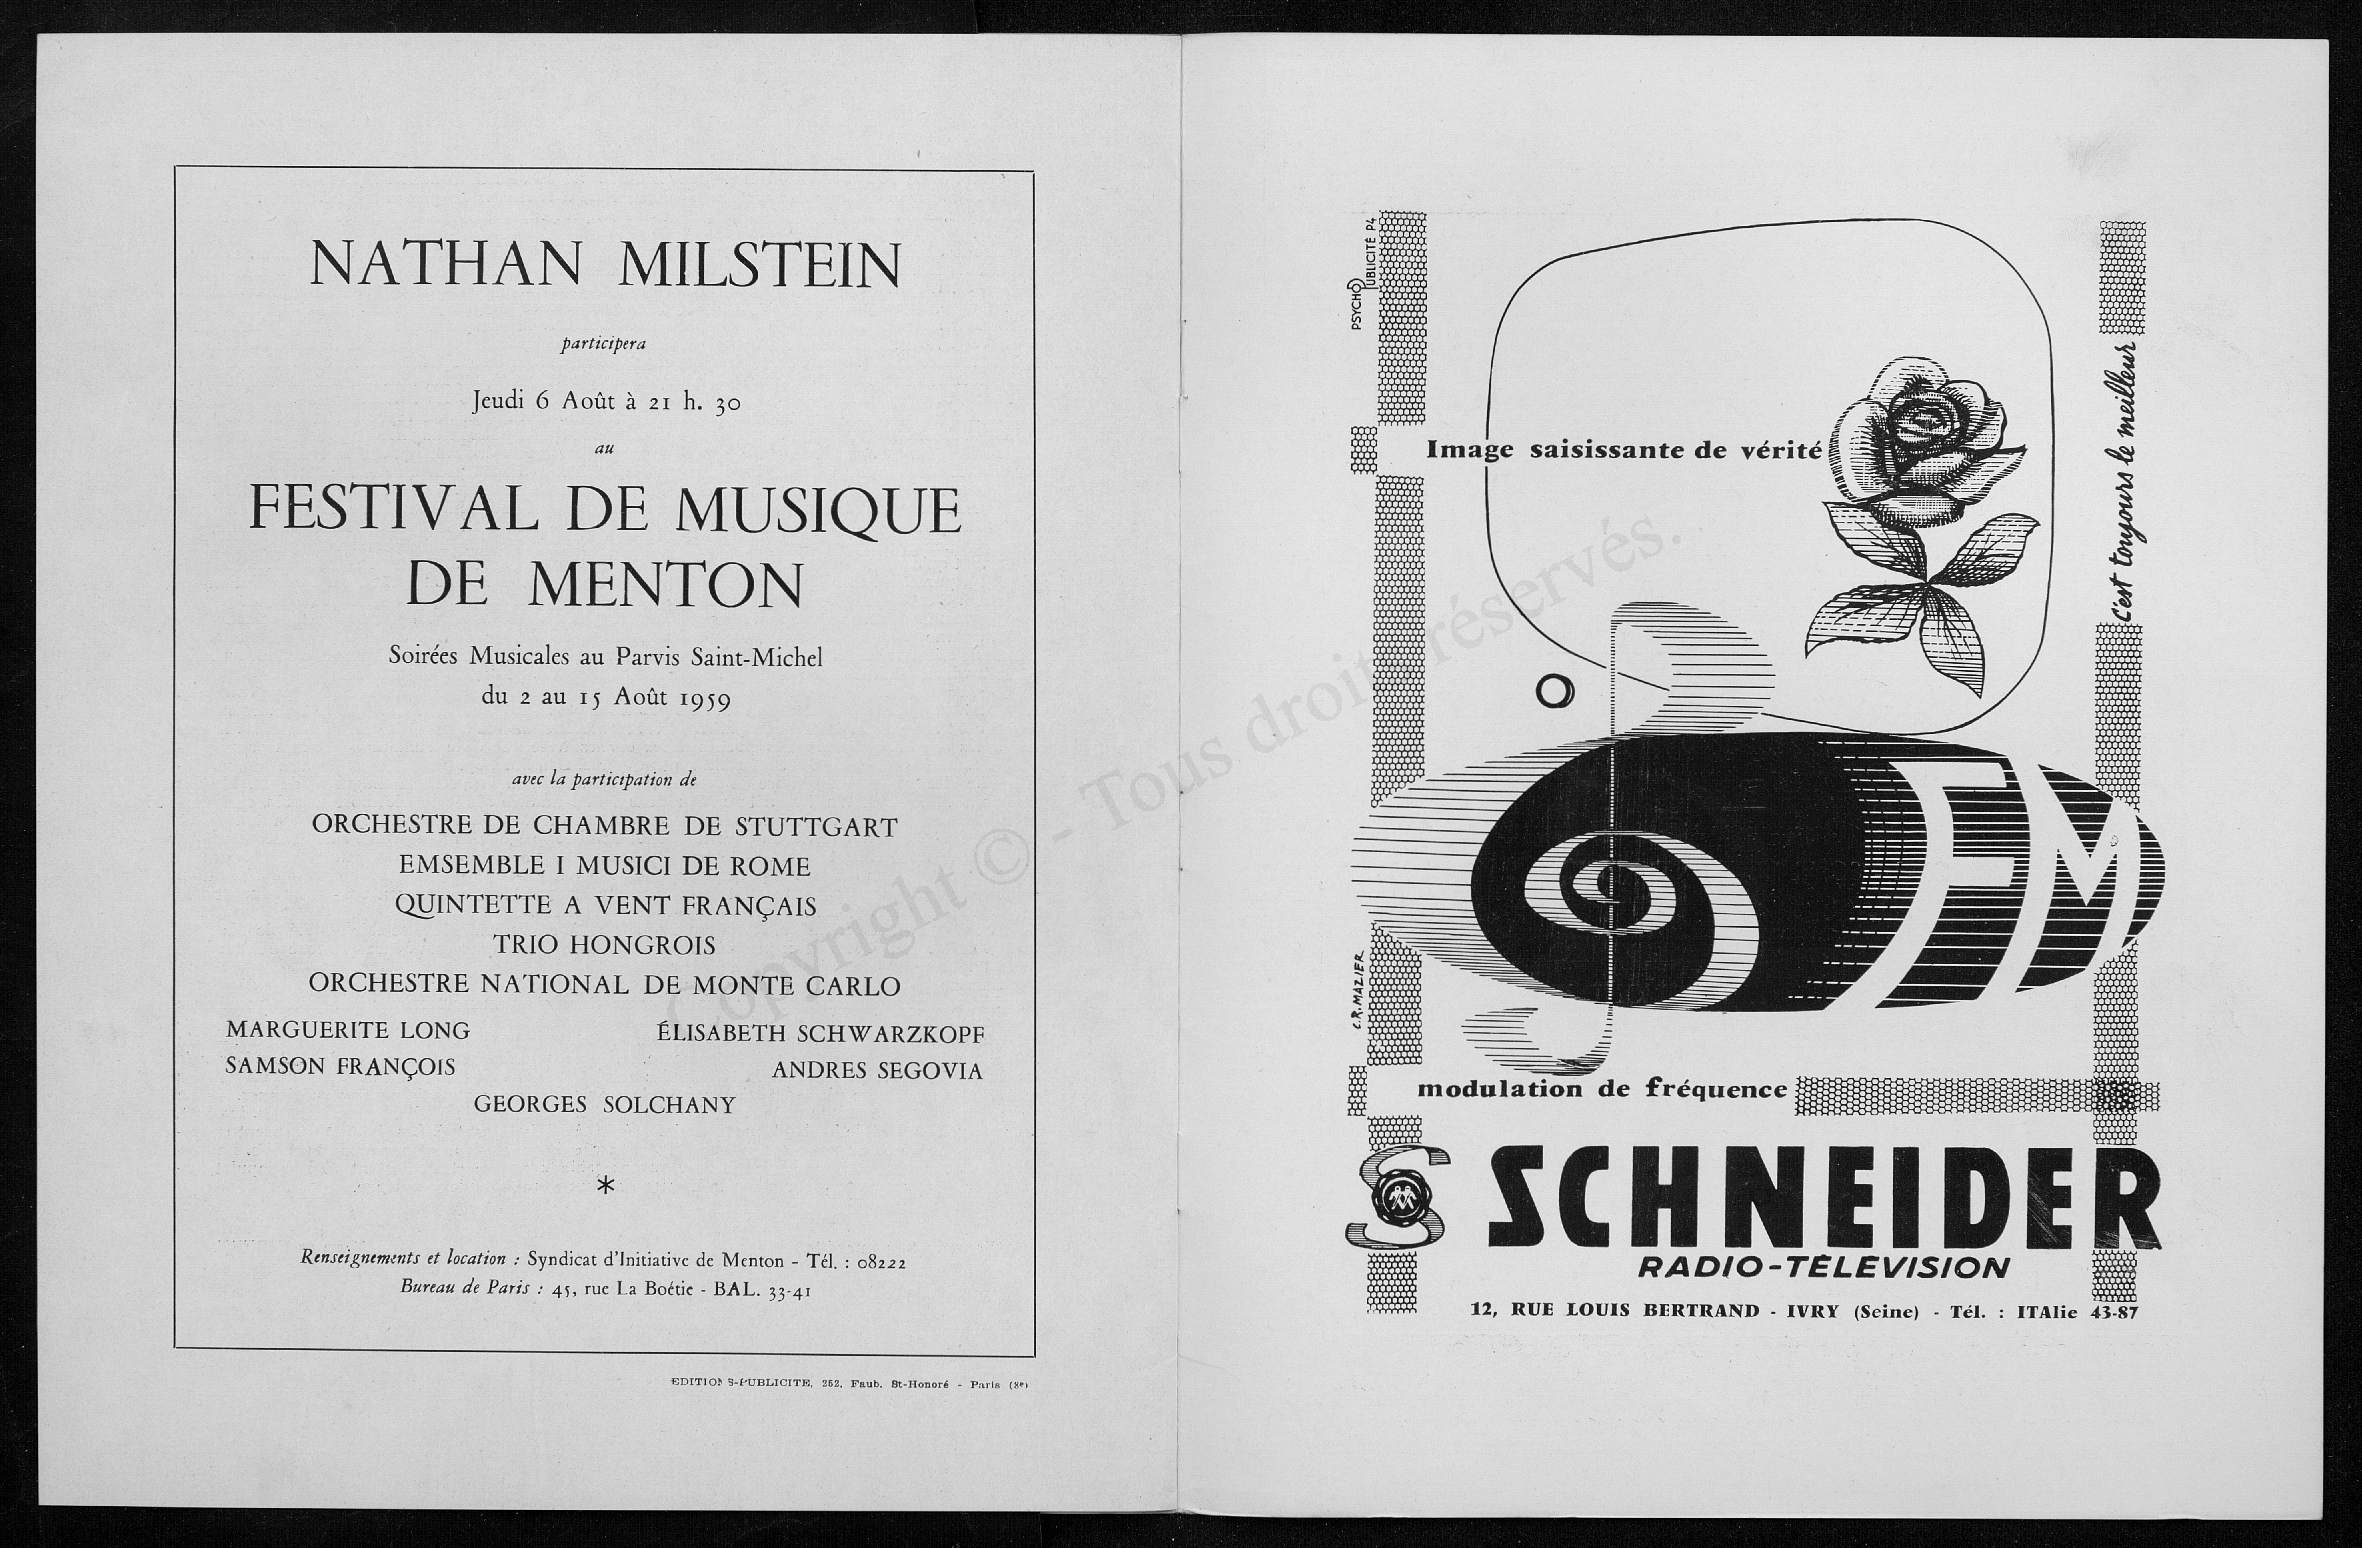 NATHAN MILSTEIN
participera
Jeudi 6 Août à 21 h. 30
au
FESTIVAL DE MUSIQUE
DE MENTON
Soirées Musicales au Parvis Saint-Michel
du 2 au 15 Août 1959
avec la participation de
ORCHESTRE DE CHAMBRE DE STUTTGART
EMSEMBLE I MUSICI DE ROME
QUINTETTE A VENT FRANÇAIS
TRIO HONGROIS
ORCHESTRE NATIONAL DE MONTE CARLO
MARGUERITE LONG ÉLISABETH SCHWARZKOPF
SAMSON FRANÇOIS ANDRES SEGOVIA
GEORGES SOLCHANY
*
Renseignements et location : Syndicat d'Initiative de Menton - Tél. : 08222
Bureau de Paris : 45, rue La Boétie - BAL. 33-41
EDITIONS-PUBLICITE, 252, Faub. St-Honoré - Paris (8e)
Copyright © - Tous droits réservés.
PSYCHO PUBLICITÉ P4
Image saisissante de vérité
c'est toujours le meilleur
FM
C.R. MAZIER
modulation de fréquence
SCHNEIDER
RADIO-TÉLÉVISION
12, RUE LOUIS BERTRAND - IVRY (Seine) - Tél. : ITAlie 43-87